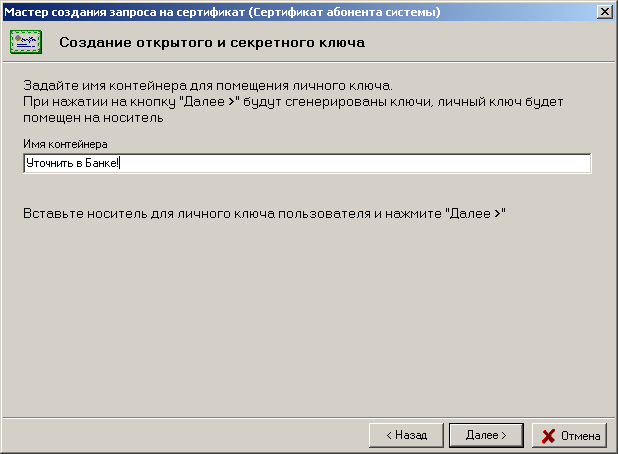 Мастер создания запроса на сертификат (Сертификат абонента системы)
Создание открытого и секретного ключа
Задайте имя контейнера для помещения личного ключа.
При нажатии на кнопку "Далее >" будут сгенерированы ключи, личный ключ будет
помещен на носитель
Имя контейнера
Уточнить в Банке!
Вставьте носитель для личного ключа пользователя и нажмите "Далее >"
< Назад
Далее >
Отмена